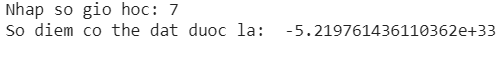 Nhap so gio hoc: 7
So diem co the dat duoc la:  -5.219761436110362e+33